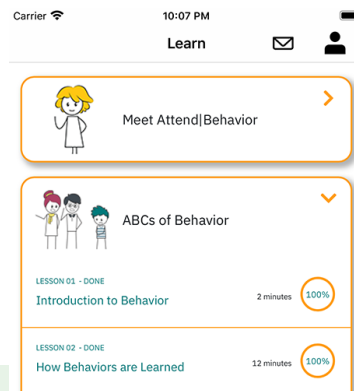 Carrier 10:07 PM
Learn
Meet Attend|Behavior
ABCs of Behavior
LESSON 01 - DONE
Introduction to Behavior
2 minutes
100%
LESSON 02 - DONE
How Behaviors are Learned
12 minutes
100%